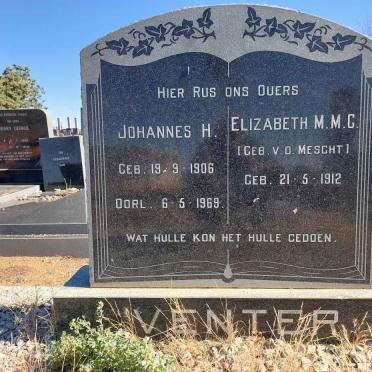 HIER RUS ONS OUERS
JOHANNES H.
GEB. 19-9-1906
OORL. 6-5-1969.
ELIZABETH M.M.C.
[GEB. V.D. MESCHT]
GEB. 21-5-1912
WAT HULLE KON HET HULLE GEDOEN.
VENTER